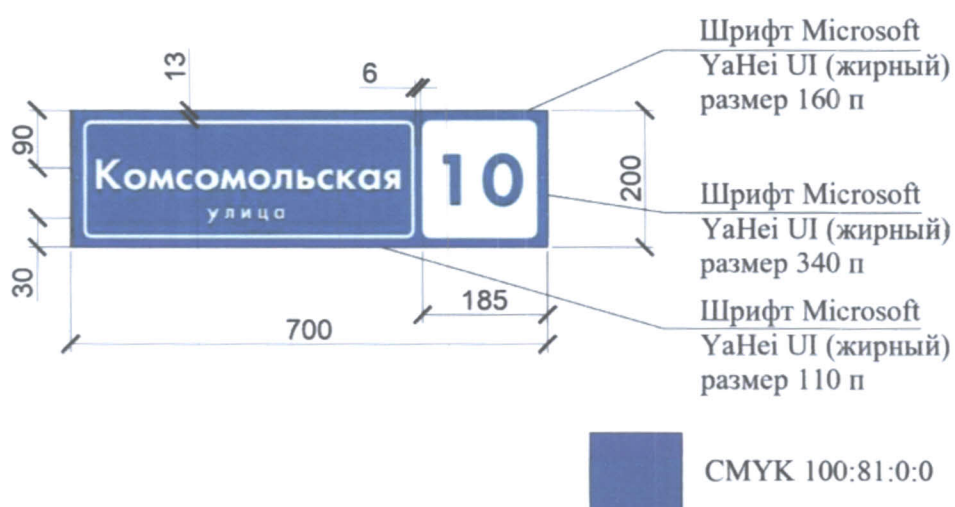 Шрифт Microsoft
YaHei UI (жирный)
размер 160 п
13
6
90
Комсомольская
улица
10
200
Шрифт Microsoft
YaHei UI (жирный)
размер 340 п
30
185
700
Шрифт Microsoft
YaHei UI (жирный)
размер 110 п
CMYK 100:81:0:0